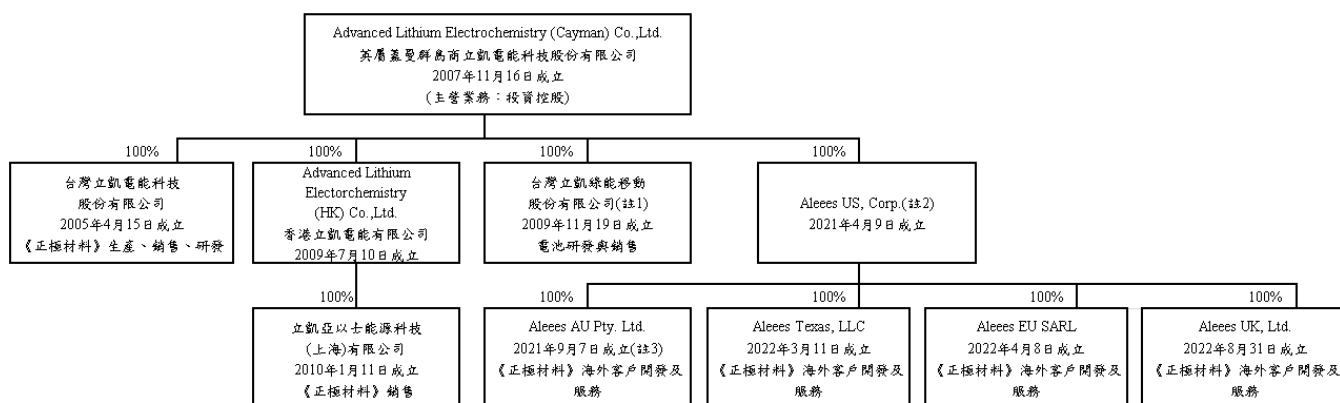 Advanced Lithium Electrochemistry (Cayman) Co.,Ltd.
英屬蓋曼群島商立凱電能科技股份有限公司
2007年11月16日成立
(主營業務：投資控股)
100%
100%
100%
100%
台灣立凱電能科技
股份有限公司
2005年4月15日成立
《正極材料》生產、銷售、研發
Advanced Lithium
Electorchemistry
(HK) Co.,Ltd.
香港立凱電能有限公司
2009年7月10日成立
台灣立凱綠能移動
股份有限公司(註1)
2009年11月19日成立
電池研發與銷售
Aleees US, Corp.(註2)
2021年4月9日成立
100%
100%
100%
100%
100%
立凱亞以士能源科技
(上海)有限公司
2010年1月11日成立
《正極材料》銷售
Aleees AU Pty. Ltd.
2021年9月7日成立(註3)
《正極材料》海外客戶開發及
服務
Aleees Texas, LLC
2022年3月11日成立
《正極材料》海外客戶開發及
服務
Aleees EU SARL
2022年4月8日成立
《正極材料》海外客戶開發及
服務
Aleees UK, Ltd.
2022年8月31日成立
《正極材料》海外客戶開發及
服務